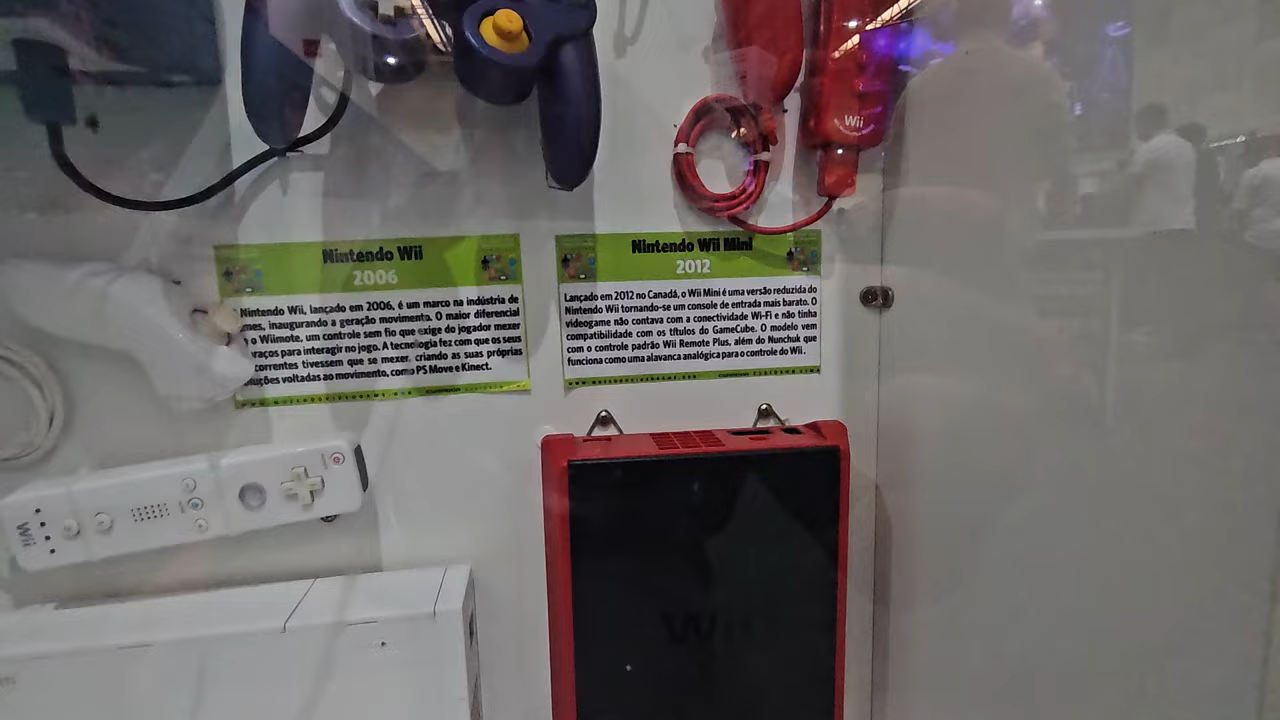 Wii
Nintendo Wii
2006
Nintendo Wii, lançado em 2006, é um marco na indústria de
mes, inaugurando a geração movimento. O maior diferencial
o Wiimote, um controle sem fio que exige do jogador mexer
raços para interagir no jogo. A tecnologia fez com que os seus
correntes tivessem que se mexer, criando as suas próprias
uções voltadas ao movimento, como PS Move e Kinect.
Nintendo Wii Mini
2012
Lançado em 2012 no Canadá, o Wii Mini é uma versão reduzida do
Nintendo Wii tornando-se um console de entrada mais barato. O
videogame não contava com a conectividade Wi-Fi e não tinha
compatibilidade com os títulos do GameCube. O modelo vem
com o controle padrão Wii Remote Plus, além do Nunchuk que
funciona como uma alavanca analógica para o controle do Wii.
Wii
Wii